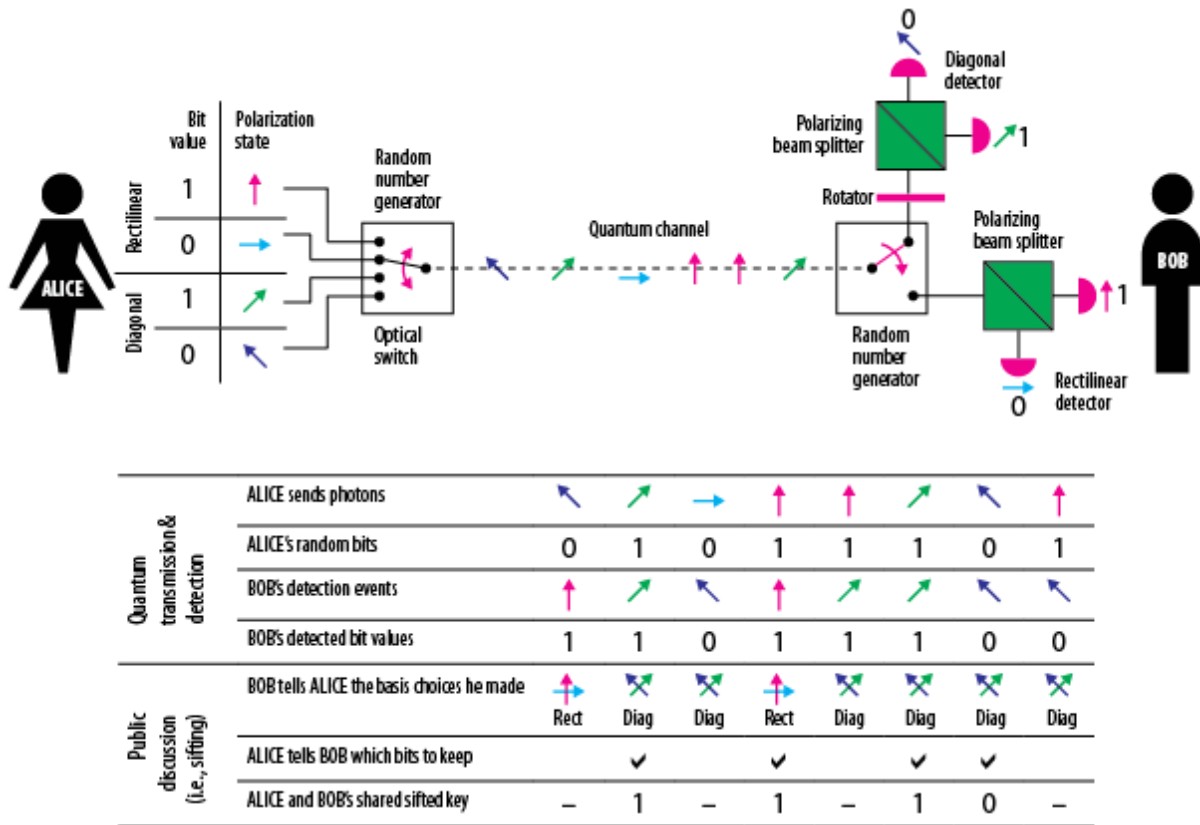 0
Diagonal
detector
Bit
value
Polarization
state
Polarizing
beam splitter
1
Random
number
generator
Rectilinear
1
Rotator
Polarizing
beam splitter
0
Quantum channel
ALICE
BOB
Diagonal
1
1
Optical
switch
Random
number
generator
0
Rectilinear
detector
0
Quantum
transmission &
detection
ALICE sends photons
ALICE's random bits 0 1 0 1 1 1 0 1
BOB's detection events
BOB's detected bit values 1 1 0 1 1 1 0 0
Public
discussion
(i.e., sifting)
BOB tells ALICE the basis choices he made
Rect Diag Diag Rect Diag Diag Diag Diag
ALICE tells BOB which bits to keep ✓ ✓ ✓ ✓
ALICE and BOB's shared sifted key – 1 – 1 – 1 0 –